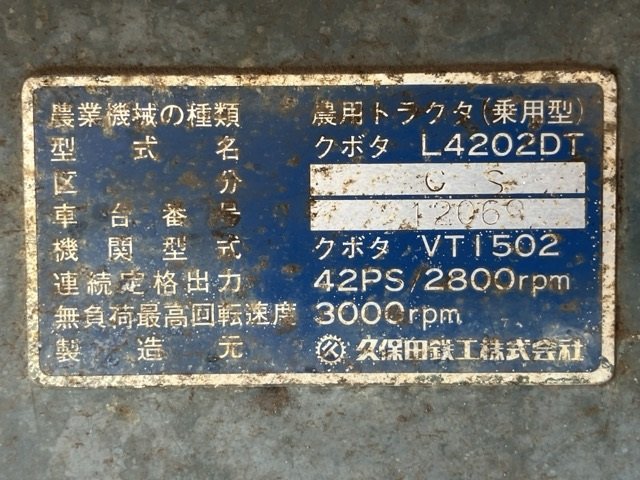 農業機械の種類 農用トラクタ(乗用型)
型式名 クボタ L4202DT
区分 C S
車台番号 12069
機関型式 クボタ VT1502
連続定格出力 42PS/2800rpm
無負荷最高回転速度 3000rpm
製造元 久保田鉄工株式会社